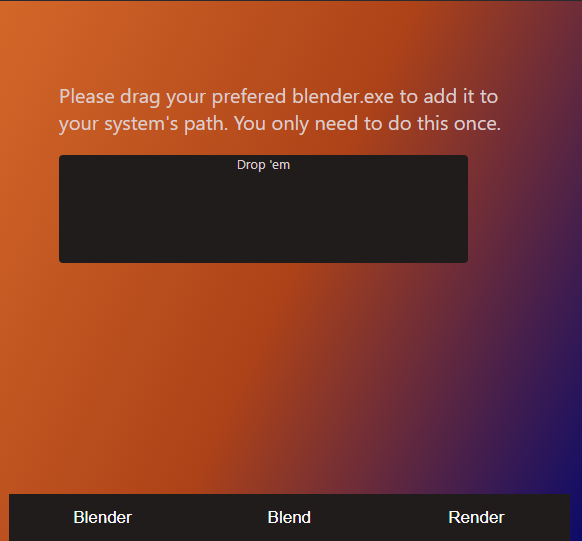 Please drag your prefered blender.exe to add it to
your system's path. You only need to do this once.
Drop 'em
Blender Blend Render